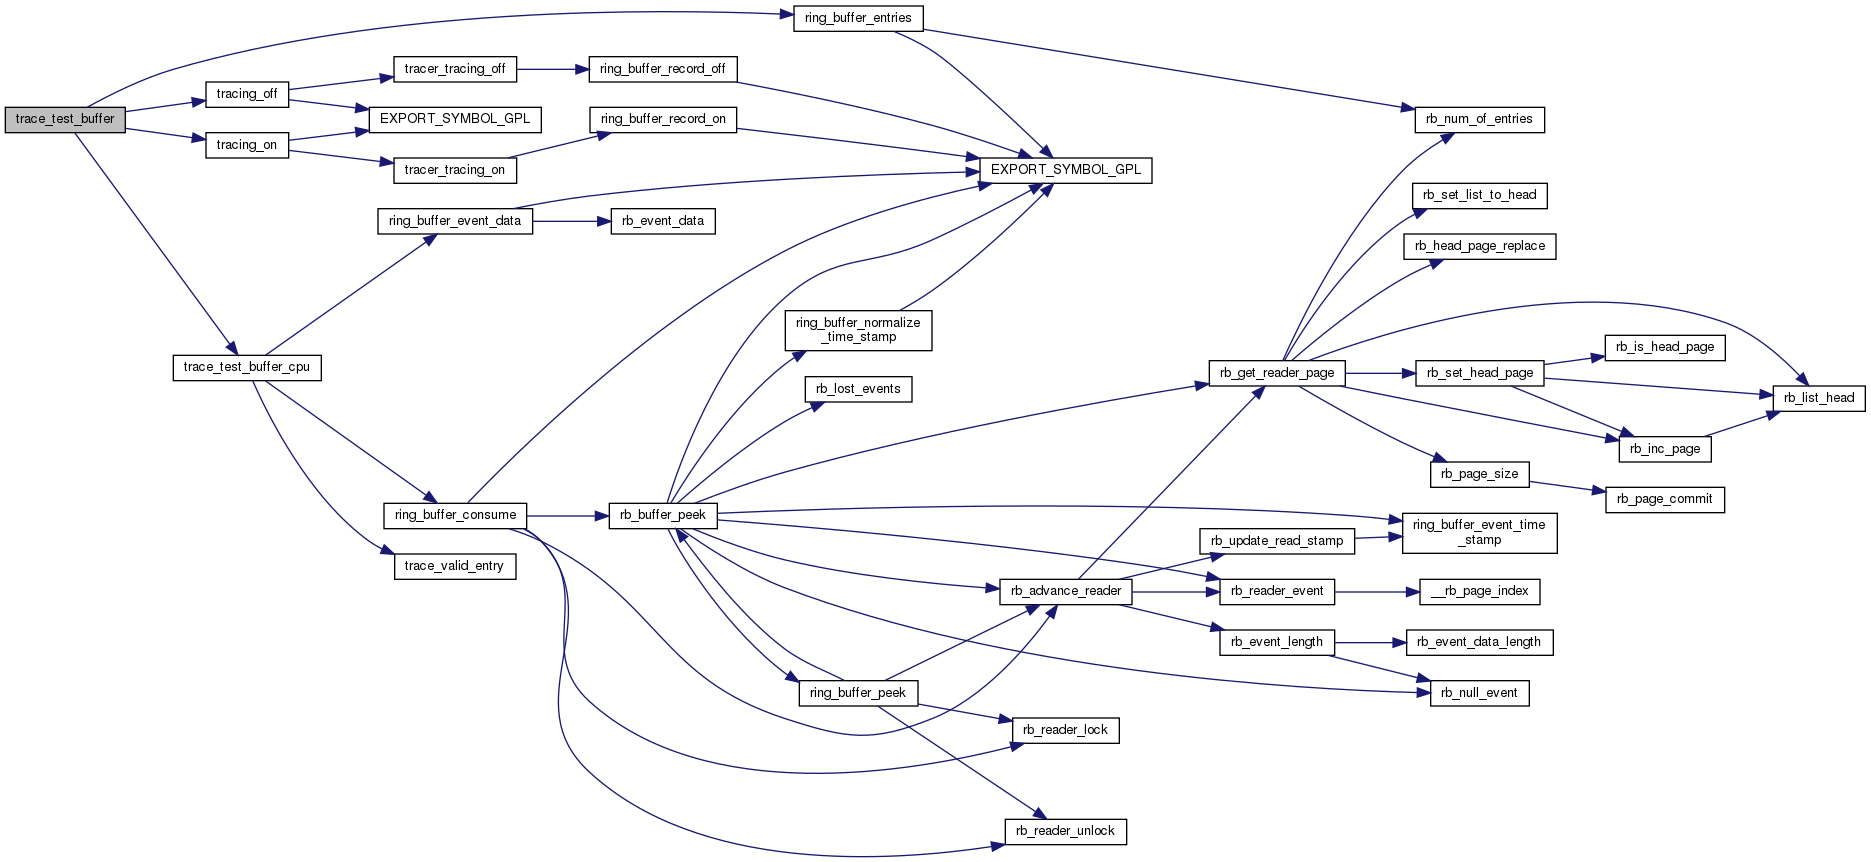 ring_buffer_entries
tracer_tracing_off
ring_buffer_record_off
tracing_off
trace_test_buffer
EXPORT_SYMBOL_GPL
ring_buffer_record_on
rb_num_of_entries
tracing_on
tracer_tracing_on
EXPORT_SYMBOL_GPL
rb_set_list_to_head
ring_buffer_event_data
rb_event_data
rb_head_page_replace
ring_buffer_normalize
_time_stamp
rb_is_head_page
trace_test_buffer_cpu
rb_get_reader_page
rb_set_head_page
rb_lost_events
rb_list_head
rb_inc_page
rb_page_size
rb_page_commit
ring_buffer_consume
rb_buffer_peek
ring_buffer_event_time
_stamp
rb_update_read_stamp
trace_valid_entry
rb_advance_reader
rb_reader_event
__rb_page_index
rb_event_length
rb_event_data_length
ring_buffer_peek
rb_null_event
rb_reader_lock
rb_reader_unlock